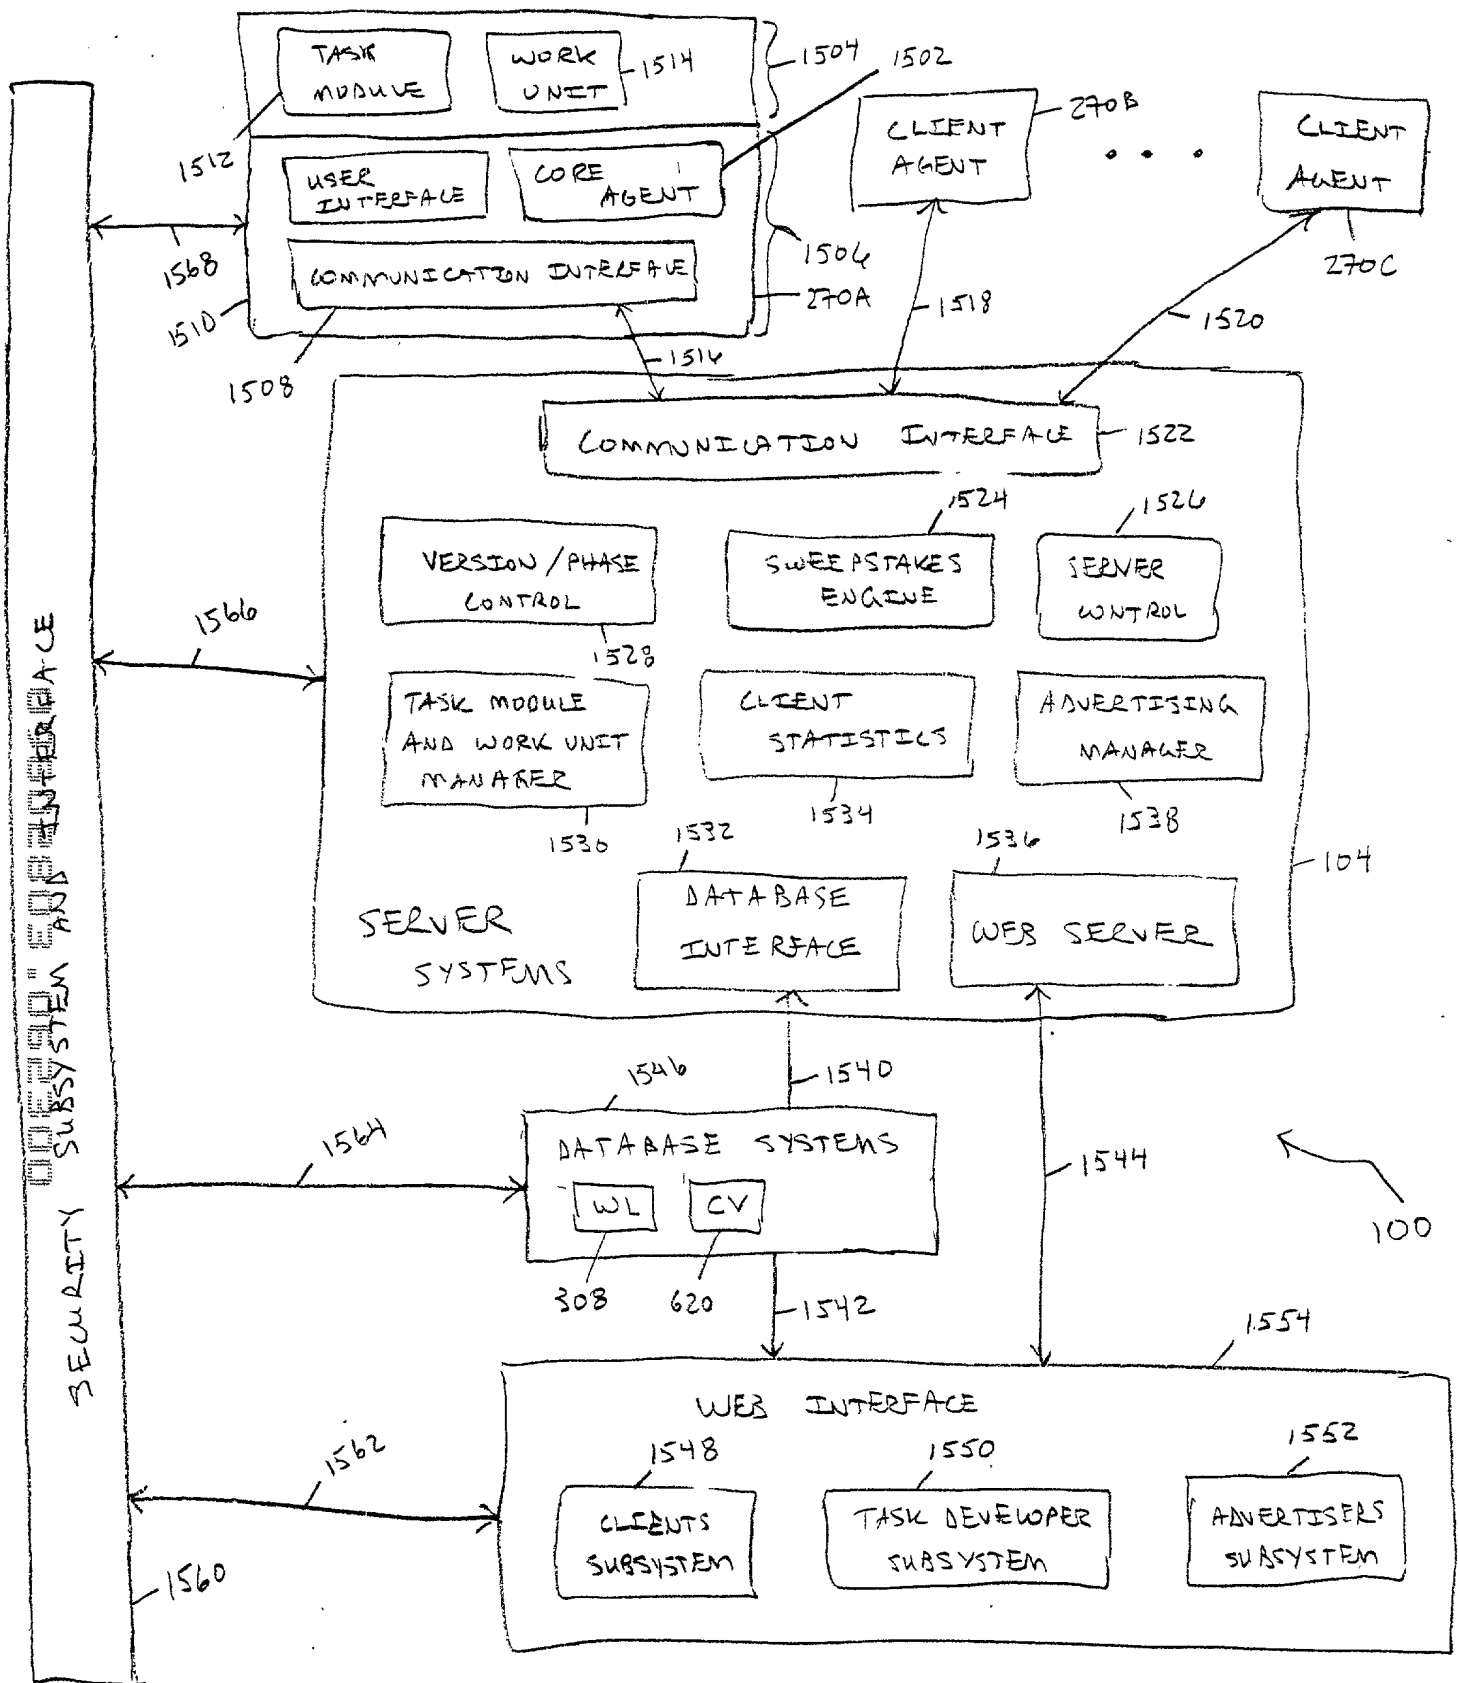 TASK
MODULE
WORK
UNIT
1514
1504
1502
1512
USER
INTERFACE
CORE
AGENT
COMMUNICATION INTERFACE
1506
270A
1568
1510
1508
CLIENT
AGENT
270B
CLIENT
AGENT
270C
1516
1518
1520
COMMUNICATION INTERFACE
1522
VERSION/PHASE
CONTROL
1528
1524
SWEEPSTAKES
ENGINE
1526
SERVER
CONTROL
1566
TASK MODULE
AND WORK UNIT
MANAGER
1530
CLIENT
STATISTICS
1534
ADVERTISING
MANAGER
1538
1532
DATABASE
INTERFACE
1536
WEB SERVER
104
SERVER
SYSTEMS
1540
1546
DATABASE SYSTEMS
WL
CV
308
620
1564
1544
100
1542
1554
WEB INTERFACE
1548
CLIENTS
SUBSYSTEM
1550
TASK DEVELOPER
SUBSYSTEM
1552
ADVERTISERS
SUBSYSTEM
1562
1560
SECURITY SUBSYSTEM AND INTERFACE